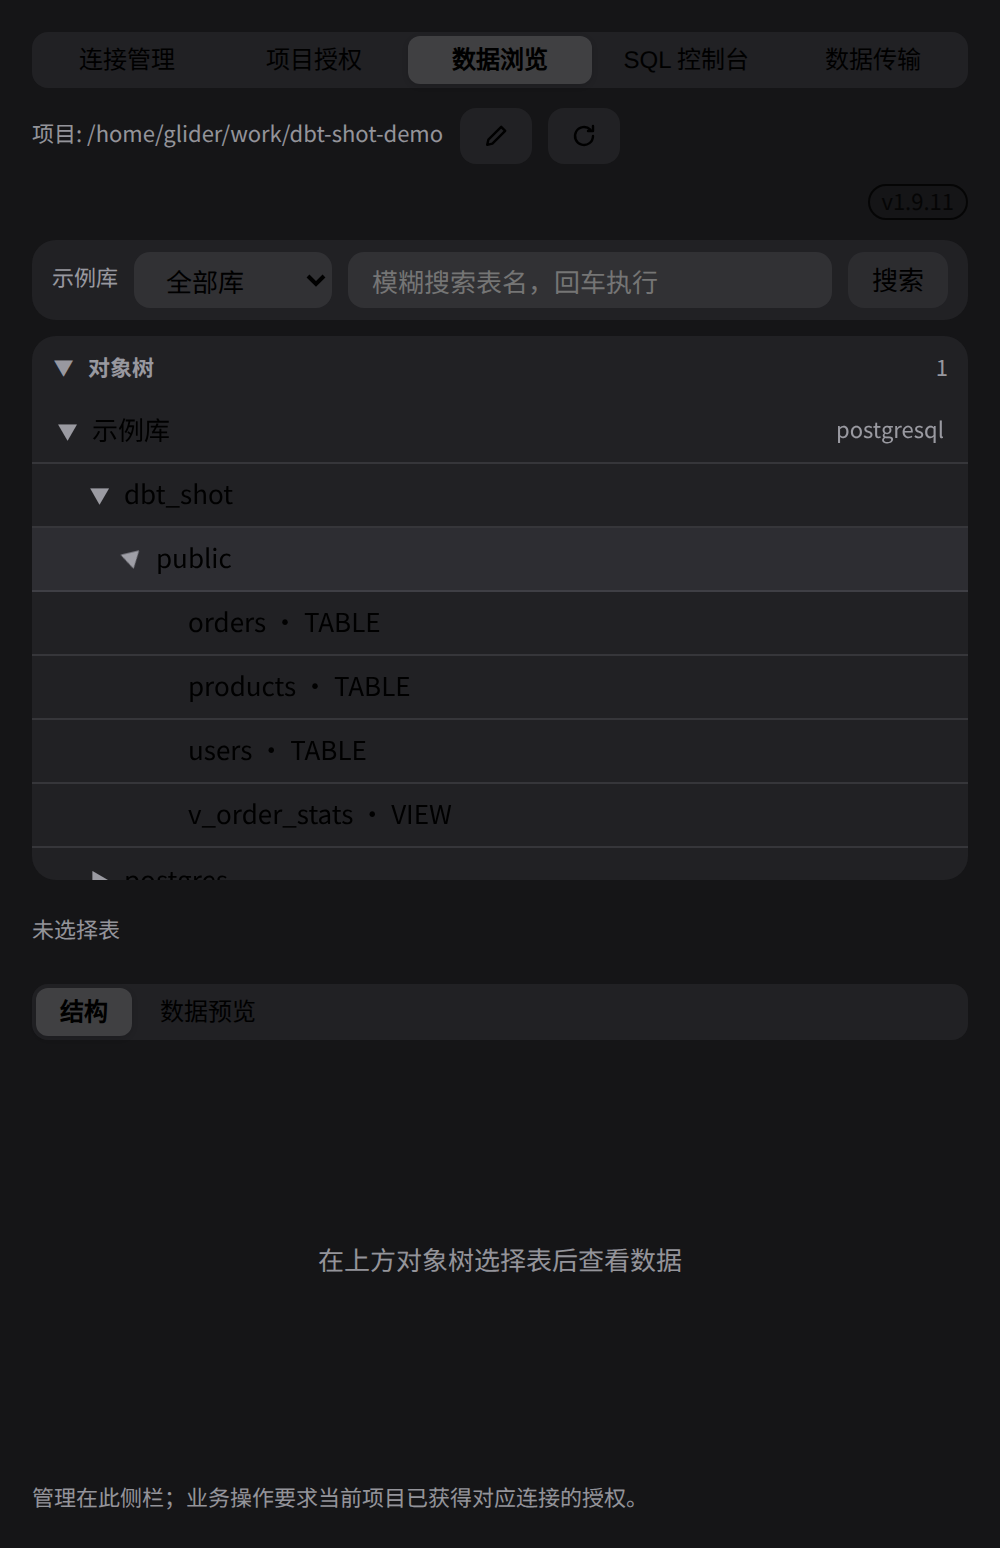 连接管理 项目授权 数据浏览 SQL 控制台 数据传输
项目: /home/glider/work/dbt-shot-demo
v1.9.11
示例库 全部库 模糊搜索表名，回车执行 搜索
对象树 1
示例库 postgresql
dbt_shot
public
orders · TABLE
products · TABLE
users · TABLE
v_order_stats · VIEW
postgres
未选择表
结构 数据预览
在上方对象树选择表后查看数据
管理在此侧栏；业务操作要求当前项目已获得对应连接的授权。